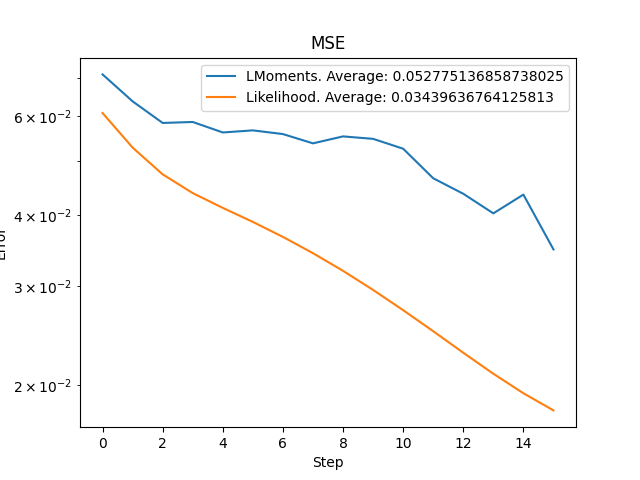 MSE
LMoments. Average: 0.052775136858738025
Likelihood. Average: 0.03439636764125813
6 × 10⁻²
4 × 10⁻²
3 × 10⁻²
2 × 10⁻²
Error
0 2 4 6 8 10 12 14
Step